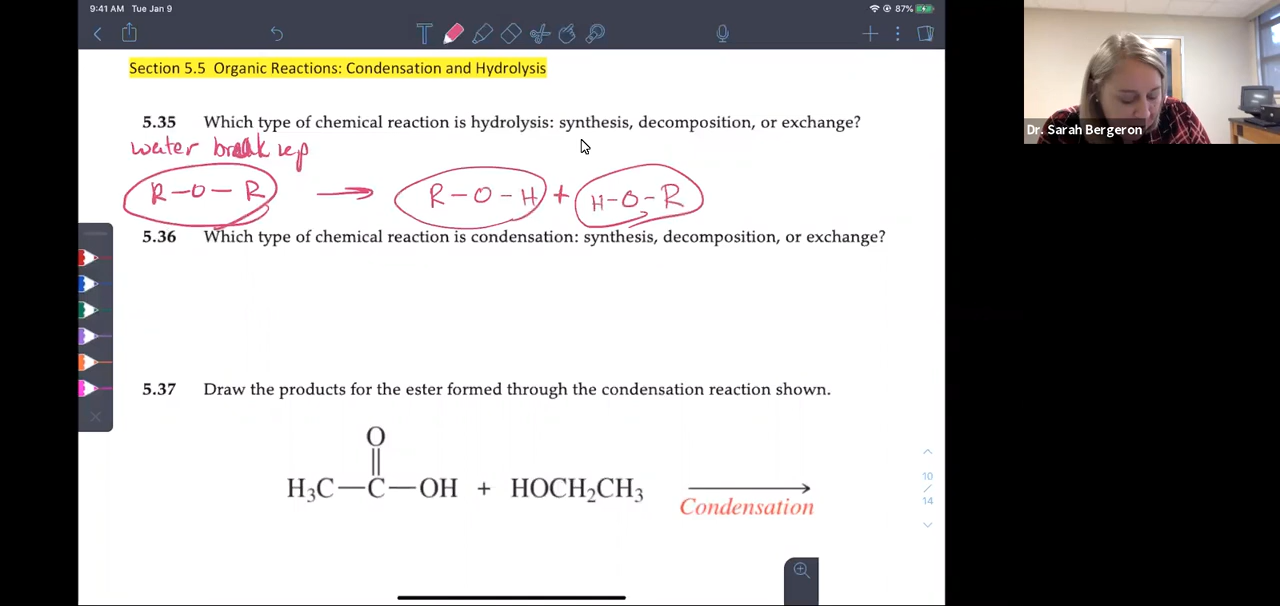 9:41 AM Tue Jan 9
87%
Section 5.5 Organic Reactions: Condensation and Hydrolysis
Dr. Sarah Bergeron
5.35 Which type of chemical reaction is hydrolysis: synthesis, decomposition, or exchange?
water break up
R-O-R → R-O-H + H-O-R
5.36 Which type of chemical reaction is condensation: synthesis, decomposition, or exchange?
5.37 Draw the products for the ester formed through the condensation reaction shown.
O
H₃C—C—OH + HOCH₂CH₃
Condensation
10
/
14